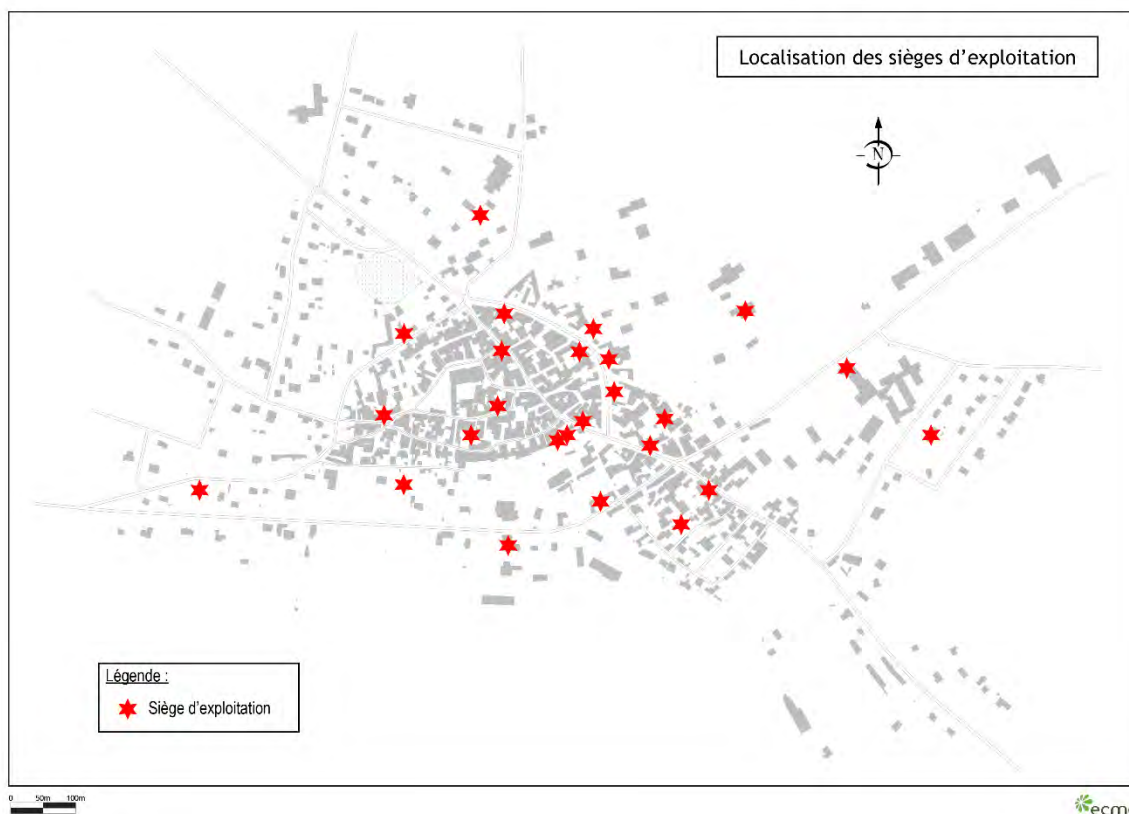 Localisation des sièges d'exploitation
N
Légende :
Siège d'exploitation
0 50m 100m